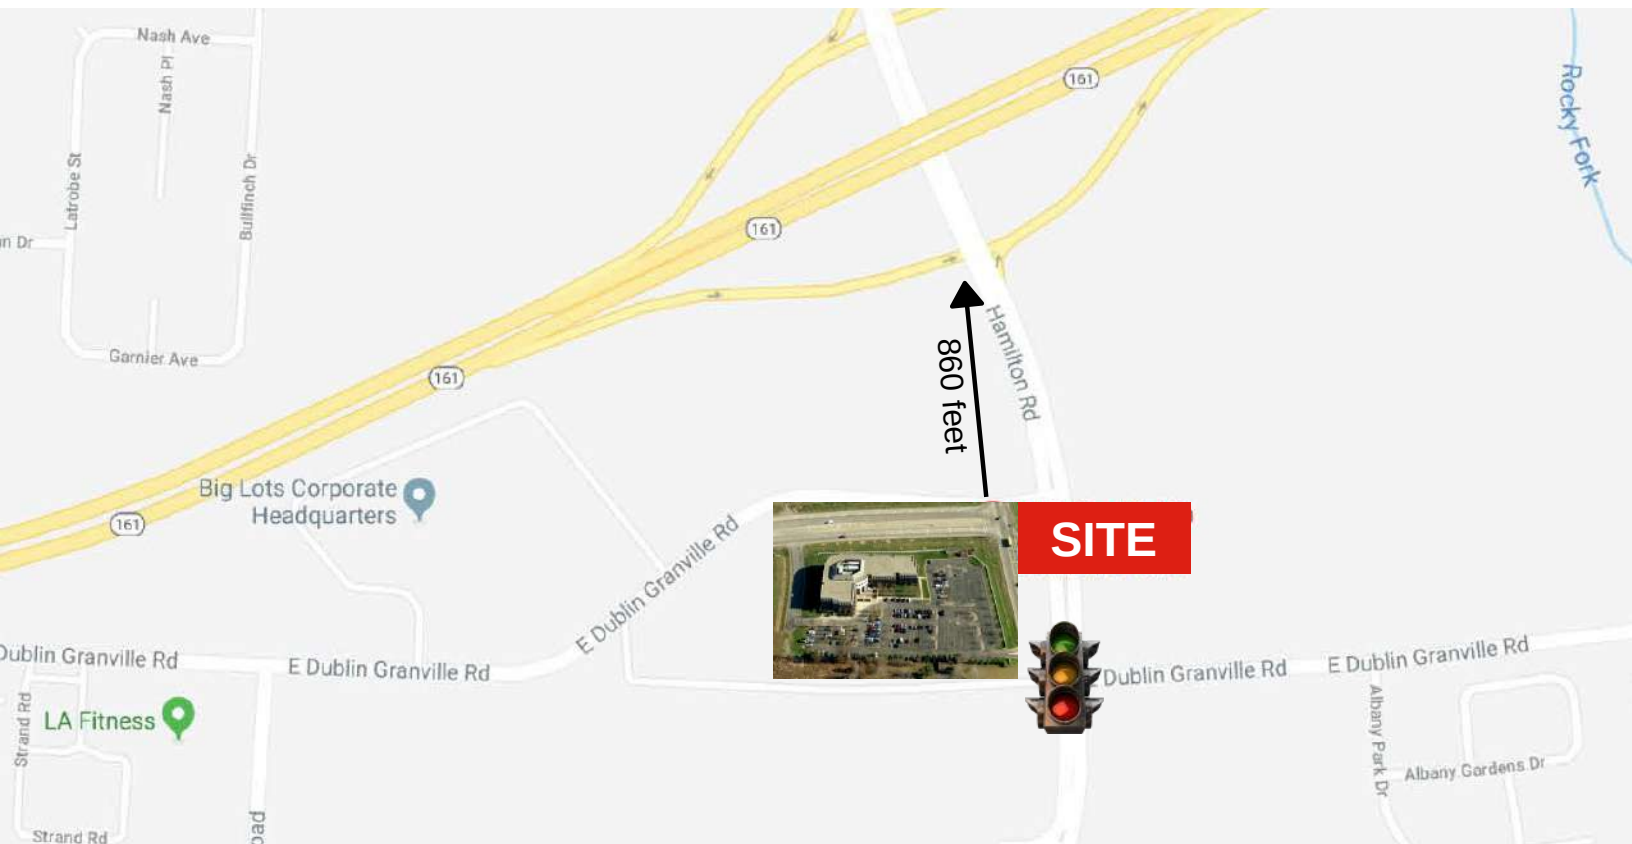 Nash Ave
Nash Pl
Latrobe St
Bullfinch Dr
Garnier Ave
161
161
161
161
Rocky Fork
Hamilton Rd
860 feet
Big Lots Corporate
Headquarters
SITE
E Dublin Granville Rd
Dublin Granville Rd
E Dublin Granville Rd
Dublin Granville Rd
E Dublin Granville Rd
LA Fitness
Strand Rd
Strand Rd
Albany Park Dr
Albany Gardens Dr